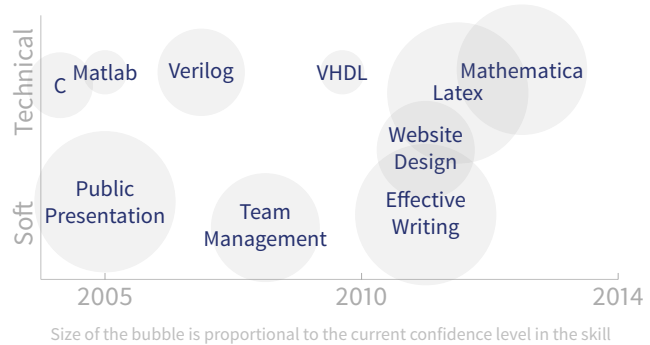 Technical
Soft
C
Matlab
Verilog
VHDL
Mathematica
Latex
Website
Design
Public
Presentation
Team
Management
Effective
Writing
2005
2010
2014
Size of the bubble is proportional to the current confidence level in the skill